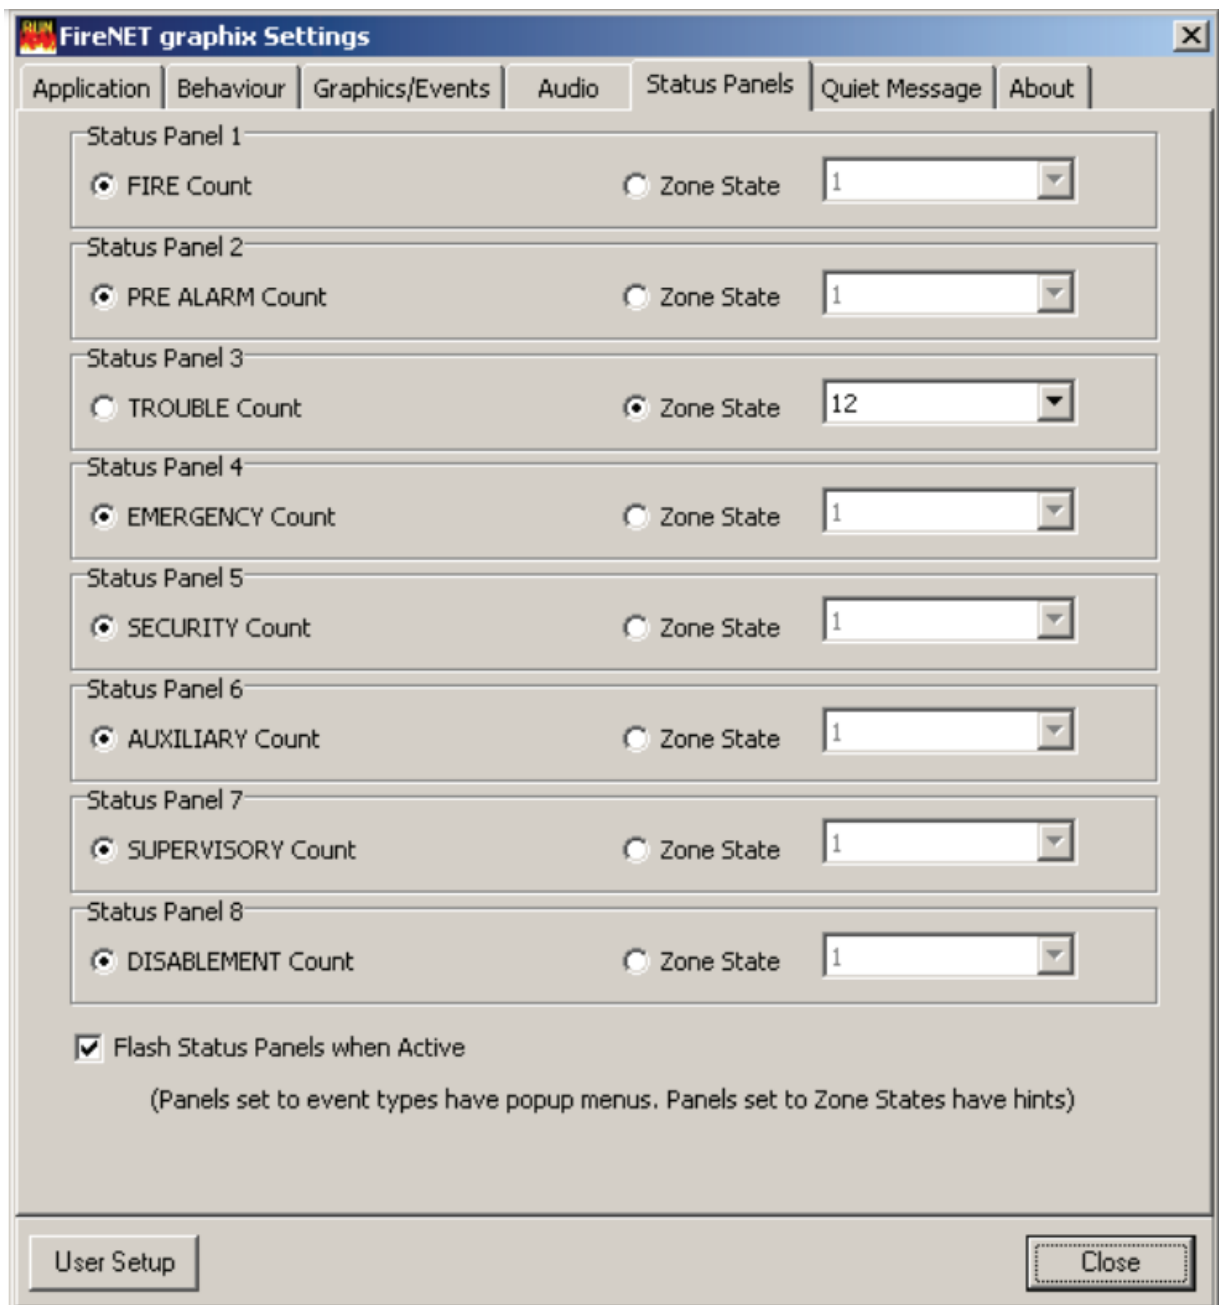 RUN FireNET graphix Settings
Application Behaviour Graphics/Events Audio Status Panels Quiet Message About
Status Panel 1
FIRE Count Zone State 1
Status Panel 2
PRE ALARM Count Zone State 1
Status Panel 3
TROUBLE Count Zone State 12
Status Panel 4
EMERGENCY Count Zone State 1
Status Panel 5
SECURITY Count Zone State 1
Status Panel 6
AUXILIARY Count Zone State 1
Status Panel 7
SUPERVISORY Count Zone State 1
Status Panel 8
DISABLEMENT Count Zone State 1
Flash Status Panels when Active
(Panels set to event types have popup menus. Panels set to Zone States have hints)
User Setup Close